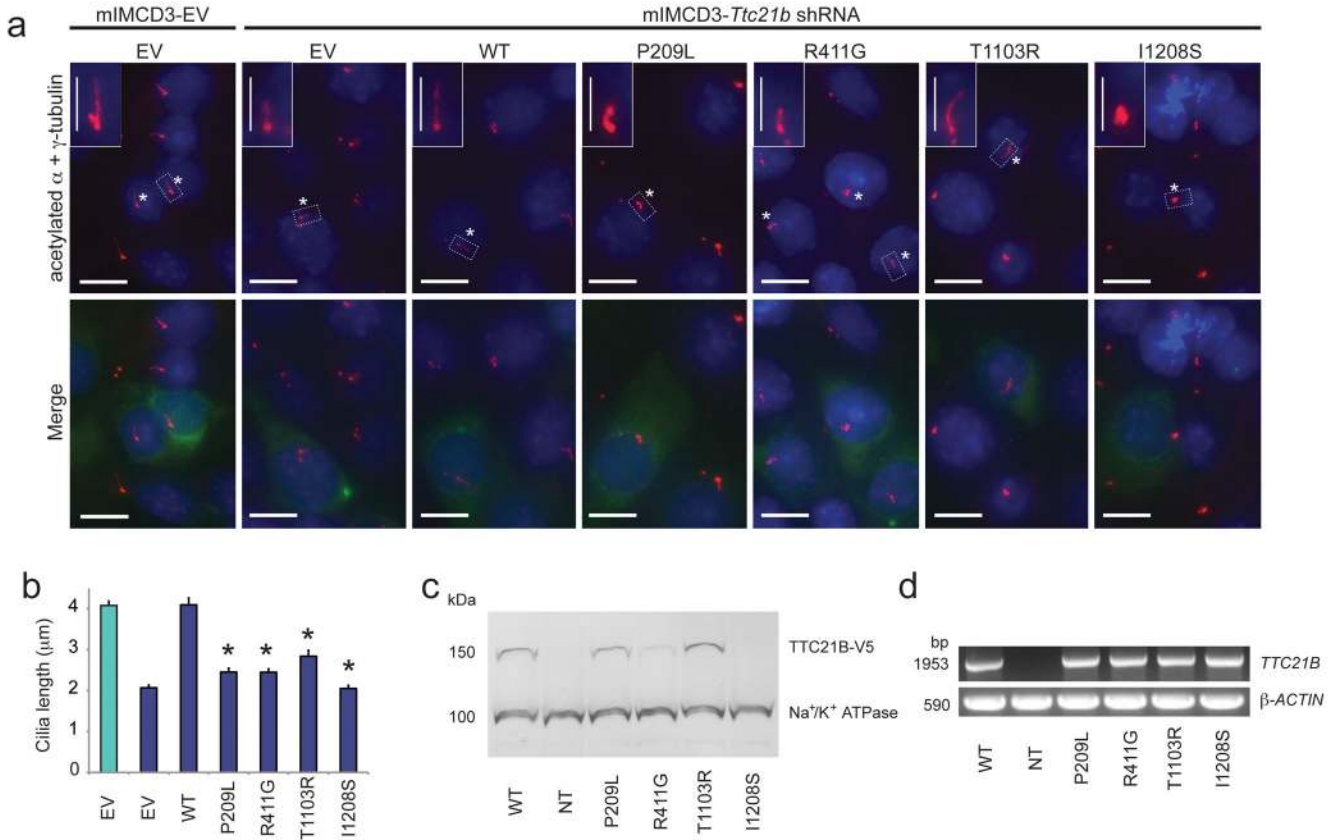 a
mIMCD3-EV
mIMCD3-Ttc21b shRNA
EV
EV
WT
P209L
R411G
T1103R
I1208S
acetylated α + γ-tubulin
*
*
*
*
*
*
*
*
*
*
Merge
b
Cilia length (μm)
4
3
2
1
0
*
*
*
*
EV
EV
WT
P209L
R411G
T1103R
I1208S
c
kDa
150
100
TTC21B-V5
Na⁺/K⁺ ATPase
WT
NT
P209L
R411G
T1103R
I1208S
d
bp
1953
590
TTC21B
β-ACTIN
WT
NT
P209L
R411G
T1103R
I1208S